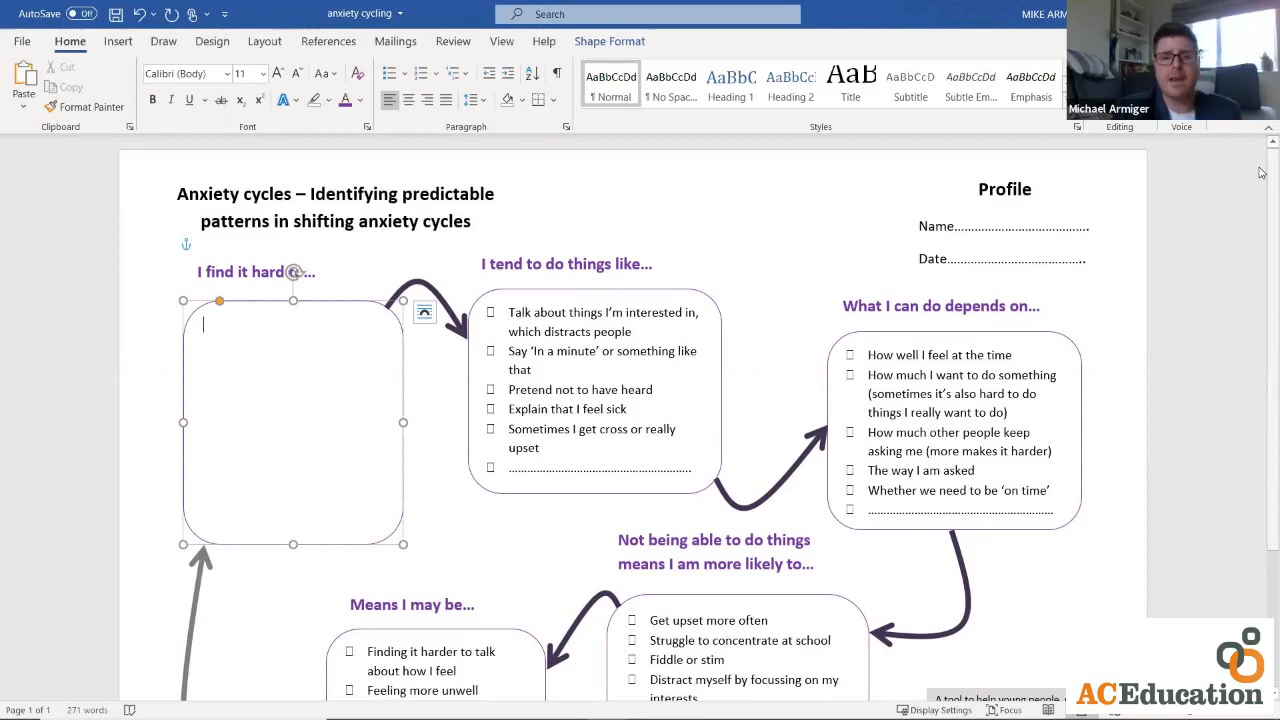 AutoSave Off
anxiety cycling
Search
MIKE ARM
File Home Insert Draw Design Layout References Mailings Review View Help Shape Format
Paste
Cut
Copy
Format Painter
Clipboard
Calibri (Body) 11
Font
Paragraph
AaBbCcDd AaBbCcDd AaBbC AaBbC AaB AaBbCcD AaBbCcDd AaBbCcDd
¶ Normal ¶ No Spac... Heading 1 Heading 2 Title Subtitle Subtle Em... Emphasis
Styles
Editing
Voice
Michael Armiger
Anxiety cycles – Identifying predictable
patterns in shifting anxiety cycles
Profile
Name....................................
Date....................................
I find it hard to...
I tend to do things like...
Talk about things I'm interested in,
which distracts people
Say 'In a minute' or something like
that
Pretend not to have heard
Explain that I feel sick
Sometimes I get cross or really
upset
What I can do depends on...
How well I feel at the time
How much I want to do something
(sometimes it's also hard to do
things I really want to do)
How much other people keep
asking me (more makes it harder)
The way I am asked
Whether we need to be 'on time'
Not being able to do things
means I am more likely to...
Get upset more often
Struggle to concentrate at school
Fiddle or stim
Distract myself by focussing on my
interests
Means I may be...
Finding it harder to talk
about how I feel
Feeling more unwell
A tool to help young people
ACEducation
Page 1 of 1 271 words
Display Settings Focus